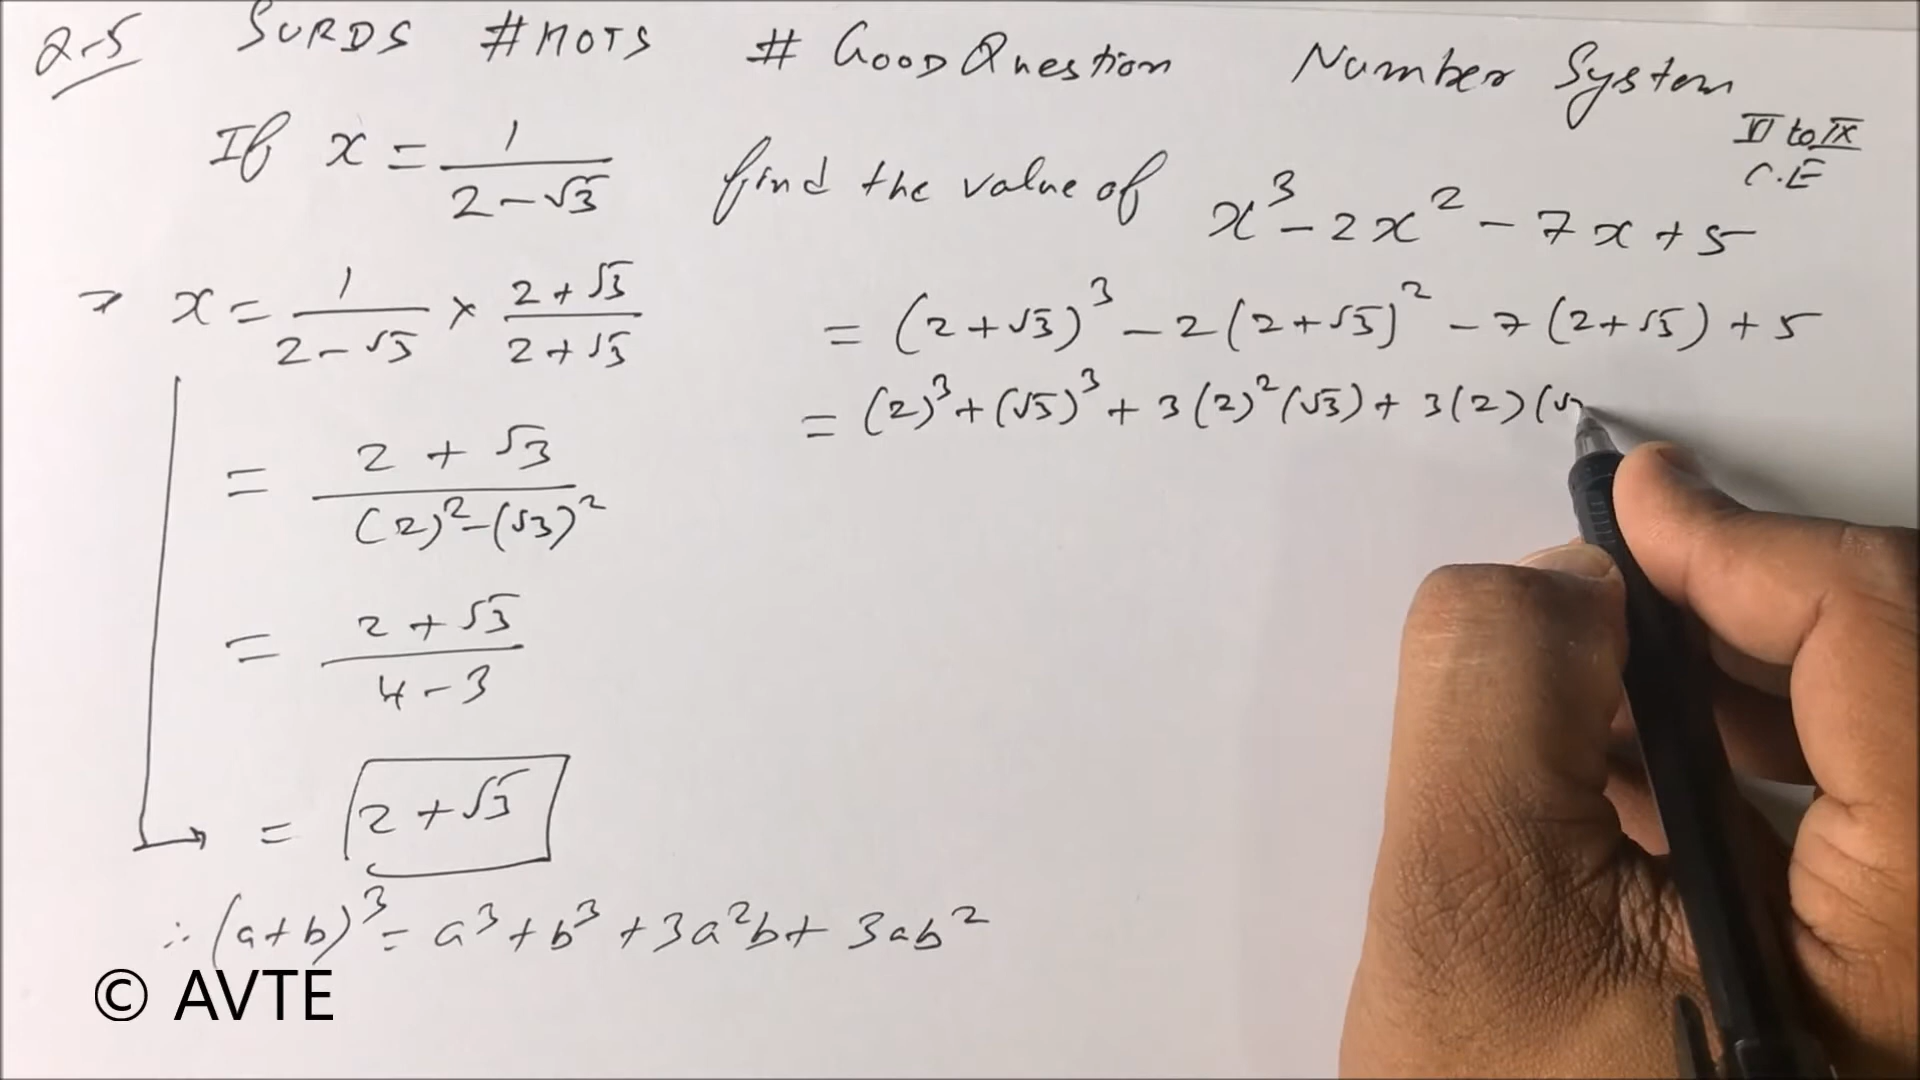 Q-5 SURDS #HOTS # Good Question Number System
VI to IX
C.E
If x = 1/(2-√3) find the value of x³ - 2x² - 7x + 5
→ x = 1/(2-√3) × (2+√3)/(2+√3)
= (2+√3)/((2)²-(√3)²)
= (2+√3)/(4-3)
= 2+√3
= (2+√3)³ - 2(2+√3)² - 7(2+√3) + 5
= (2)³ + (√3)³ + 3(2)²(√3) + 3(2)(√3
∴ (a+b)³ = a³ + b³ + 3a²b + 3ab²
© AVTE